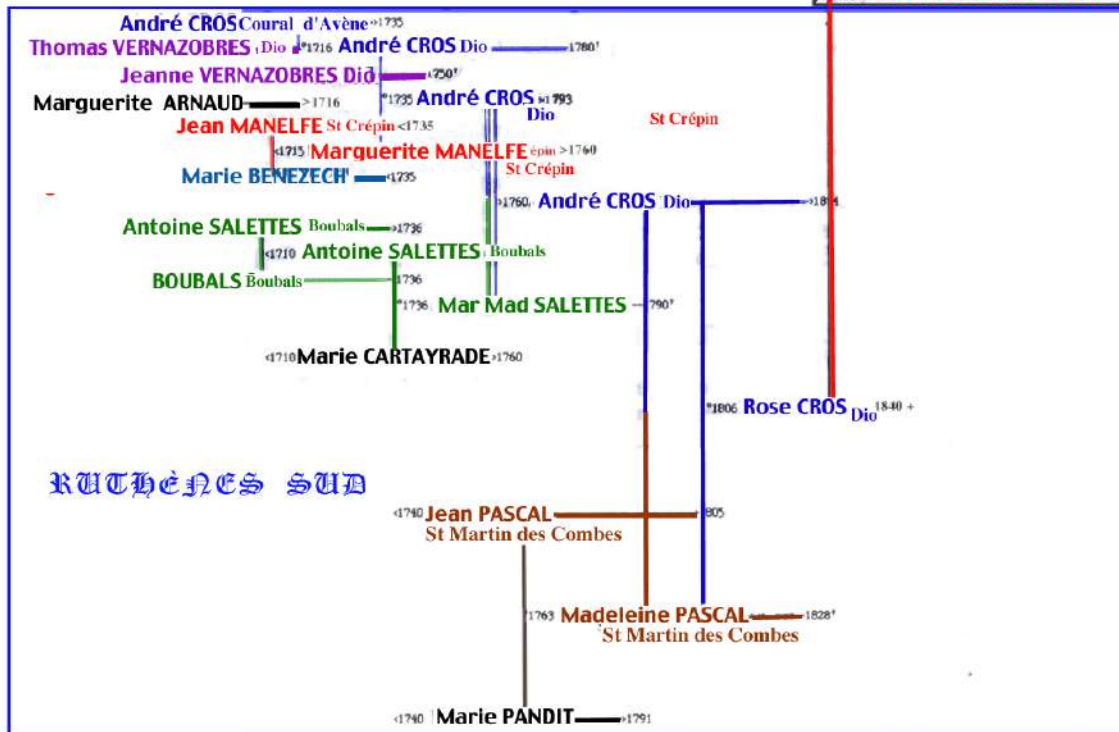 André CROS Coural d'Avène >1735
Thomas VERNAZOBRES Dio °1716 André CROS Dio 1780†
Jeanne VERNAZOBRES Dio
Marguerite ARNAUD >1716 °1735 André CROS Dio
Jean MANELFE St Crépin <1735 St Crépin
<1715 Marguerite MANELFE épin >1760
St Crépin
Marie BENEZECH <1735
>1760 André CROS Dio
Antoine SALETTES Boubals >1736
<1710 Antoine SALETTES Boubals
BOUBALS Boubals >1736
°1736 Mar Mad SALETTES 790†
<1710 Marie CARTAYRADE >1760
°1806 Rose CROS Dio 1840 +
RUTHÈNES SUD
<1740 Jean PASCAL 1805
St Martin des Combes
°1763 Madeleine PASCAL 1828†
St Martin des Combes
<1740 Marie PANDIT >1791